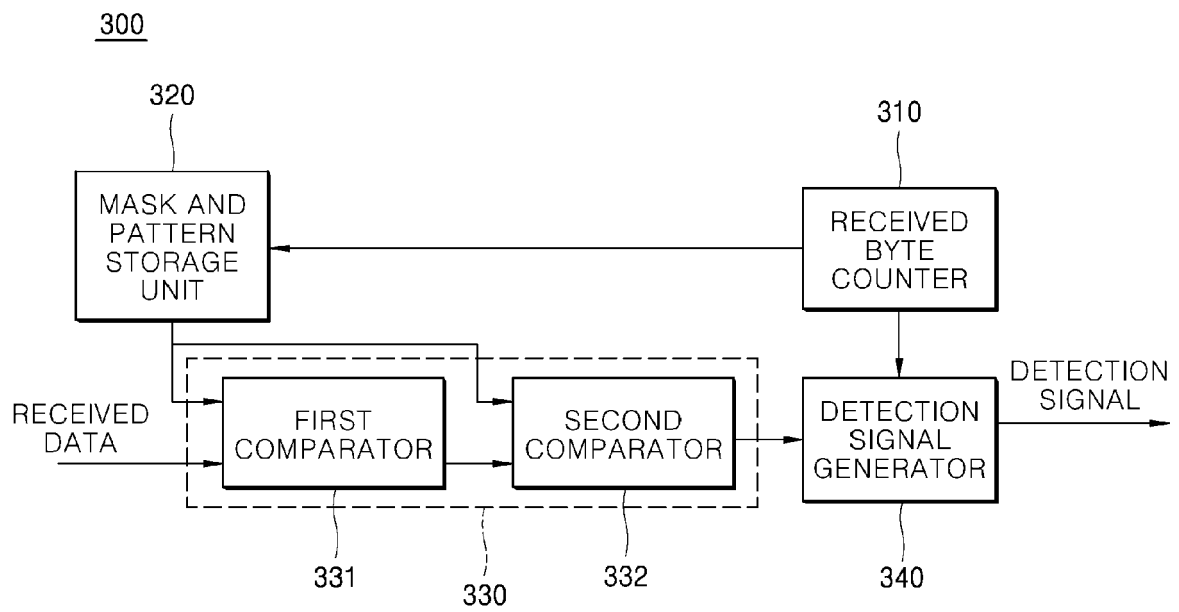 300
320
310
MASK AND
PATTERN
STORAGE
UNIT
RECEIVED
BYTE
COUNTER
RECEIVED
DATA
FIRST
COMPARATOR
SECOND
COMPARATOR
DETECTION
SIGNAL
GENERATOR
DETECTION
SIGNAL
331
330
332
340